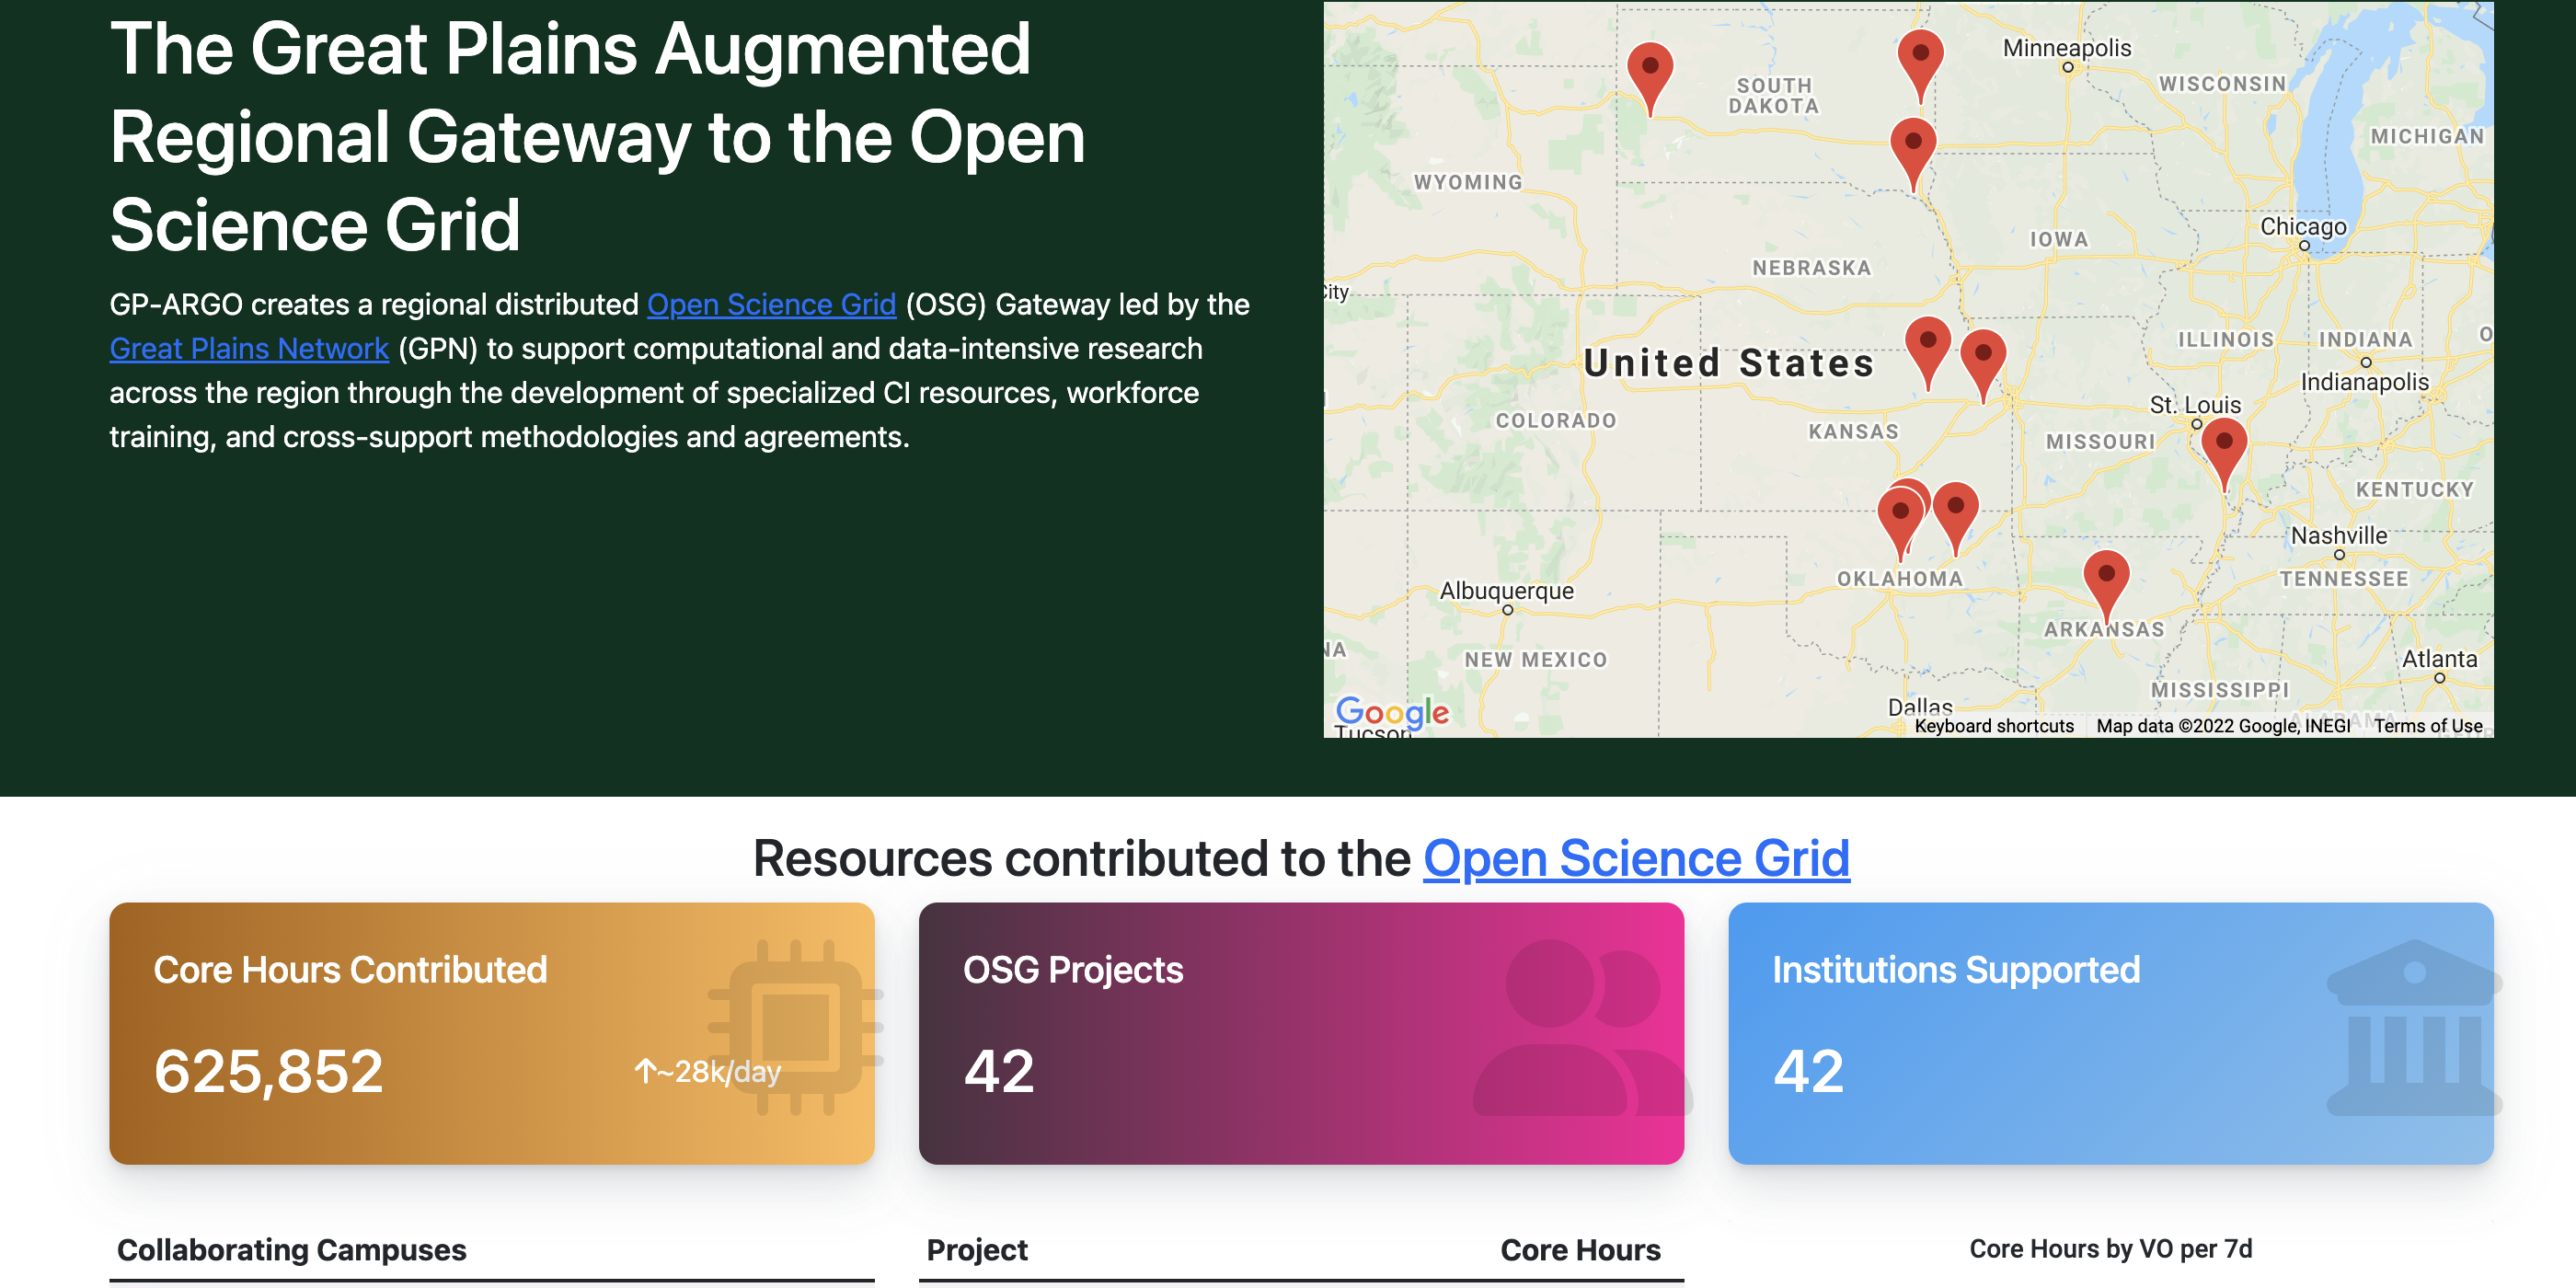 The Great Plains Augmented
Regional Gateway to the Open
Science Grid
GP-ARGO creates a regional distributed Open Science Grid (OSG) Gateway led by the
Great Plains Network (GPN) to support computational and data-intensive research
across the region through the development of specialized CI resources, workforce
training, and cross-support methodologies and agreements.
Minneapolis
SOUTH
DAKOTA
WISCONSIN
MICHIGAN
WYOMING
Chicago
IOWA
NEBRASKA
City
ILLINOIS
INDIANA
United States
Indianapolis
St. Louis
COLORADO
KANSAS
MISSOURI
KENTUCKY
Nashville
OKLAHOMA
TENNESSEE
Albuquerque
ARKANSAS
NEW MEXICO
Atlanta
MISSISSIPPI
Dallas
ALABAMA
Google
Tucson
Keyboard shortcuts Map data ©2022 Google, INEGI Terms of Use
Resources contributed to the Open Science Grid
Core Hours Contributed
625,852
↑~28k/day
OSG Projects
42
Institutions Supported
42
Collaborating Campuses
Project Core Hours
Core Hours by VO per 7d